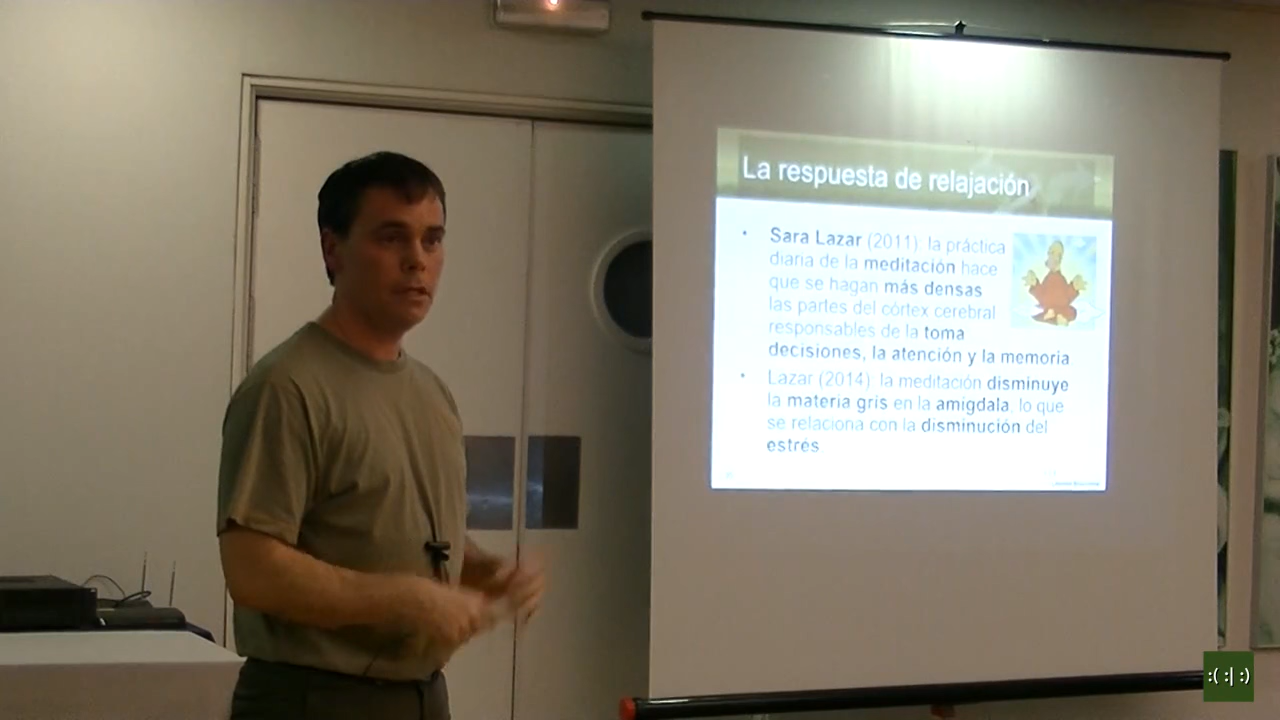 La respuesta de relajación
• Sara Lazar (2011): la práctica
diaria de la meditación hace
que se hagan más densas
las partes del córtex cerebral
responsables de la toma
decisiones, la atención y la memoria
• Lazar (2014): la meditación disminuye
la materia gris en la amígdala, lo que
se relaciona con la disminución del
estrés
:( :| :)